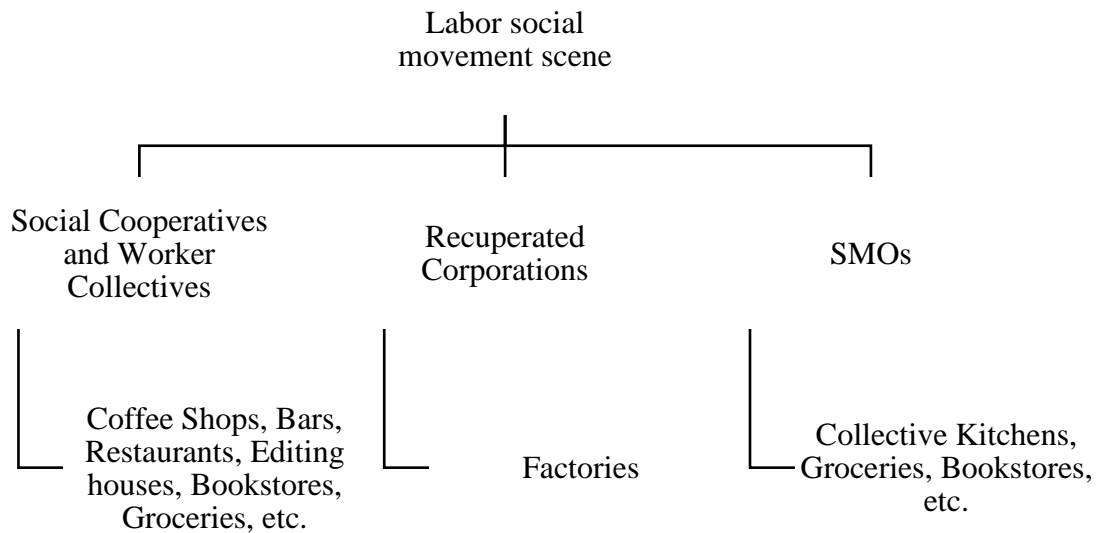 Labor social
movement scene
Social Cooperatives
and Worker
Collectives
Recuperated
Corporations
SMOs
Coffee Shops, Bars,
Restaurants, Editing
houses, Bookstores,
Groceries, etc.
Factories
Collective Kitchens,
Groceries, Bookstores,
etc.